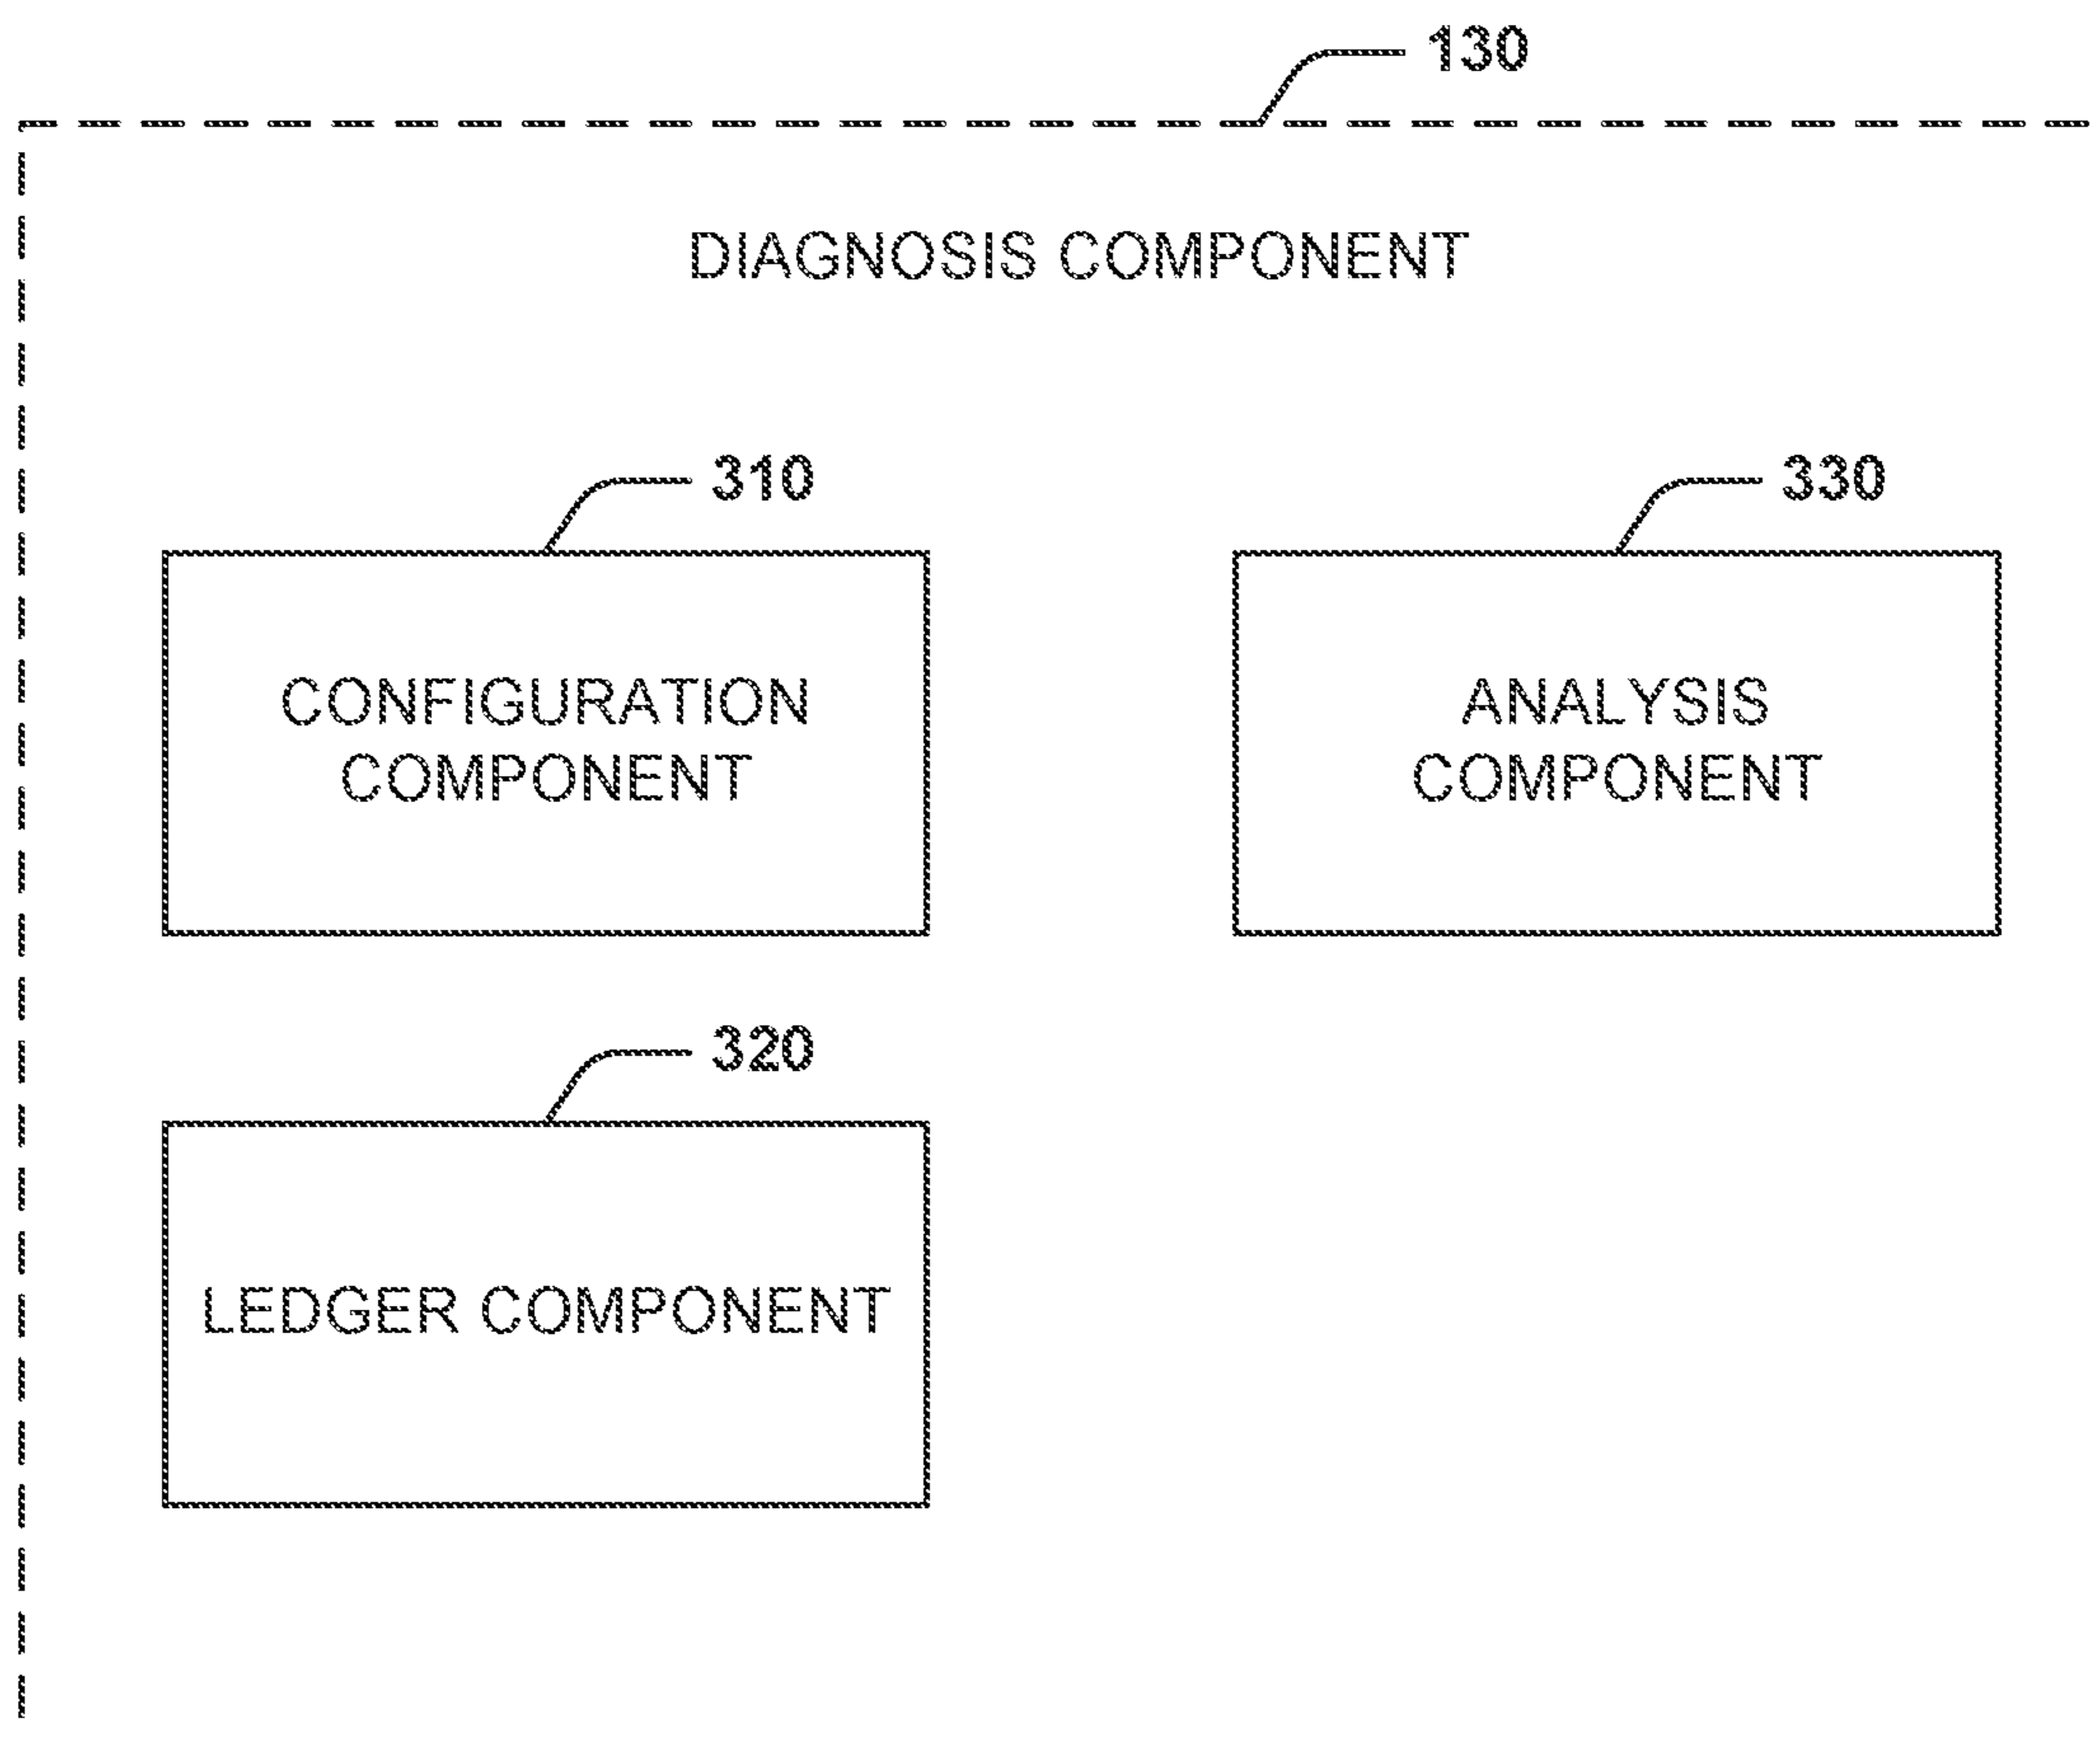 130
DIAGNOSIS COMPONENT
310
CONFIGURATION
COMPONENT
330
ANALYSIS
COMPONENT
320
LEDGER COMPONENT